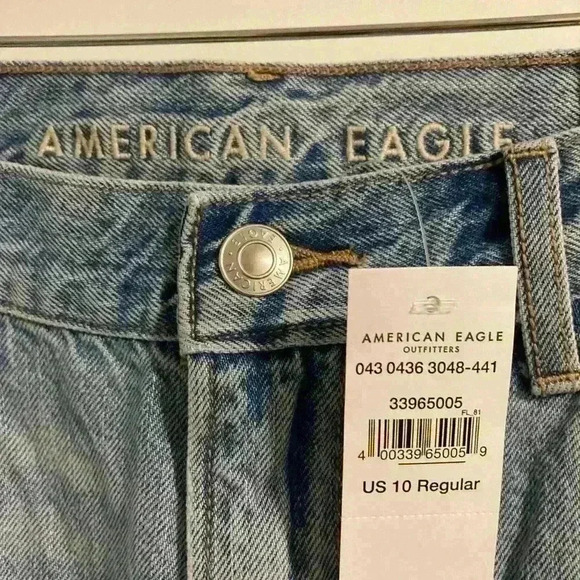 AMERICAN EAGLE
AMERICAN EAGLE
AMERICAN EAGLE
OUTFITTERS
043 0436 3048-441
33965005
FL_81
4 00339 65005 9
US 10 Regular